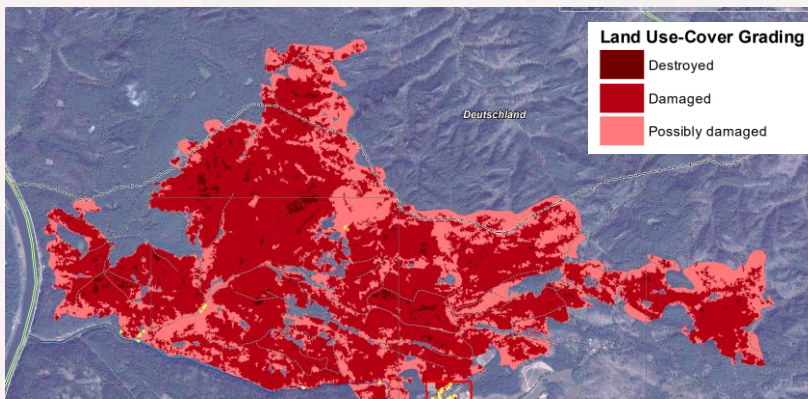 Land Use-Cover Grading
Destroyed
Damaged
Possibly damaged
Deutschland